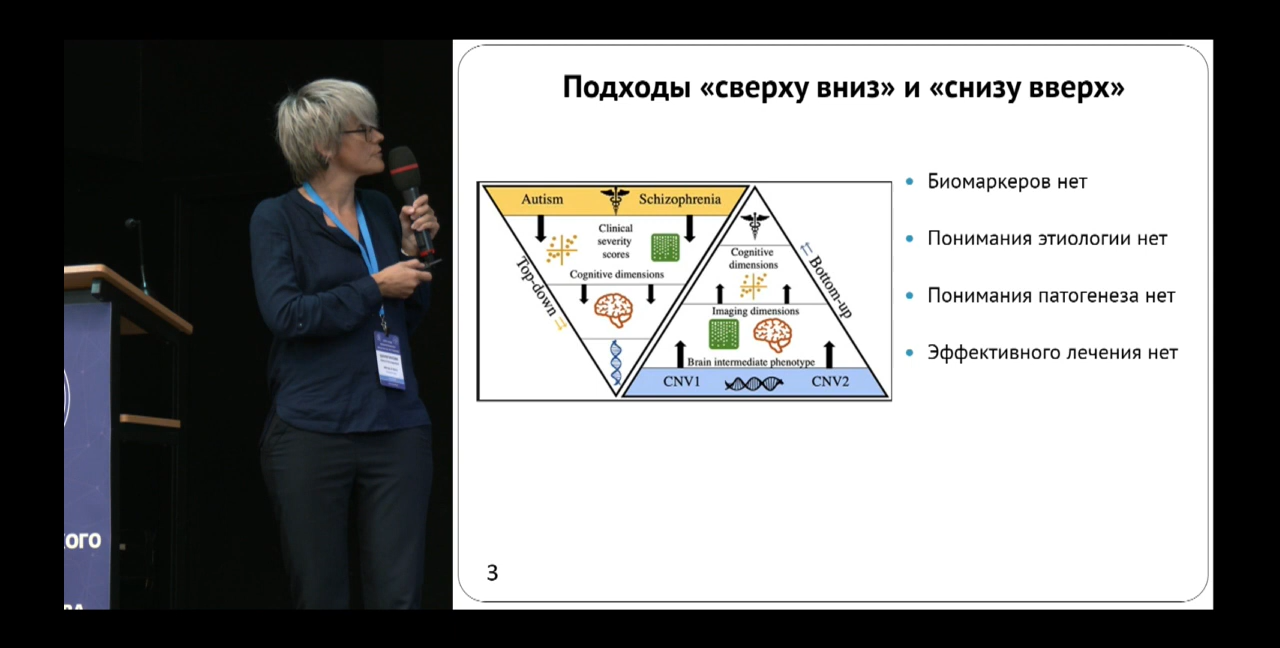 Подходы «сверху вниз» и «снизу вверх»
Autism
Schizophrenia
Clinical
severity
scores
Cognitive dimensions
Top-down
Cognitive
dimensions
Imaging dimensions
Brain intermediate phenotype
CNV1
CNV2
Bottom-up
• Биомаркеров нет
• Понимания этиологии нет
• Понимания патогенеза нет
• Эффективного лечения нет
3
кого